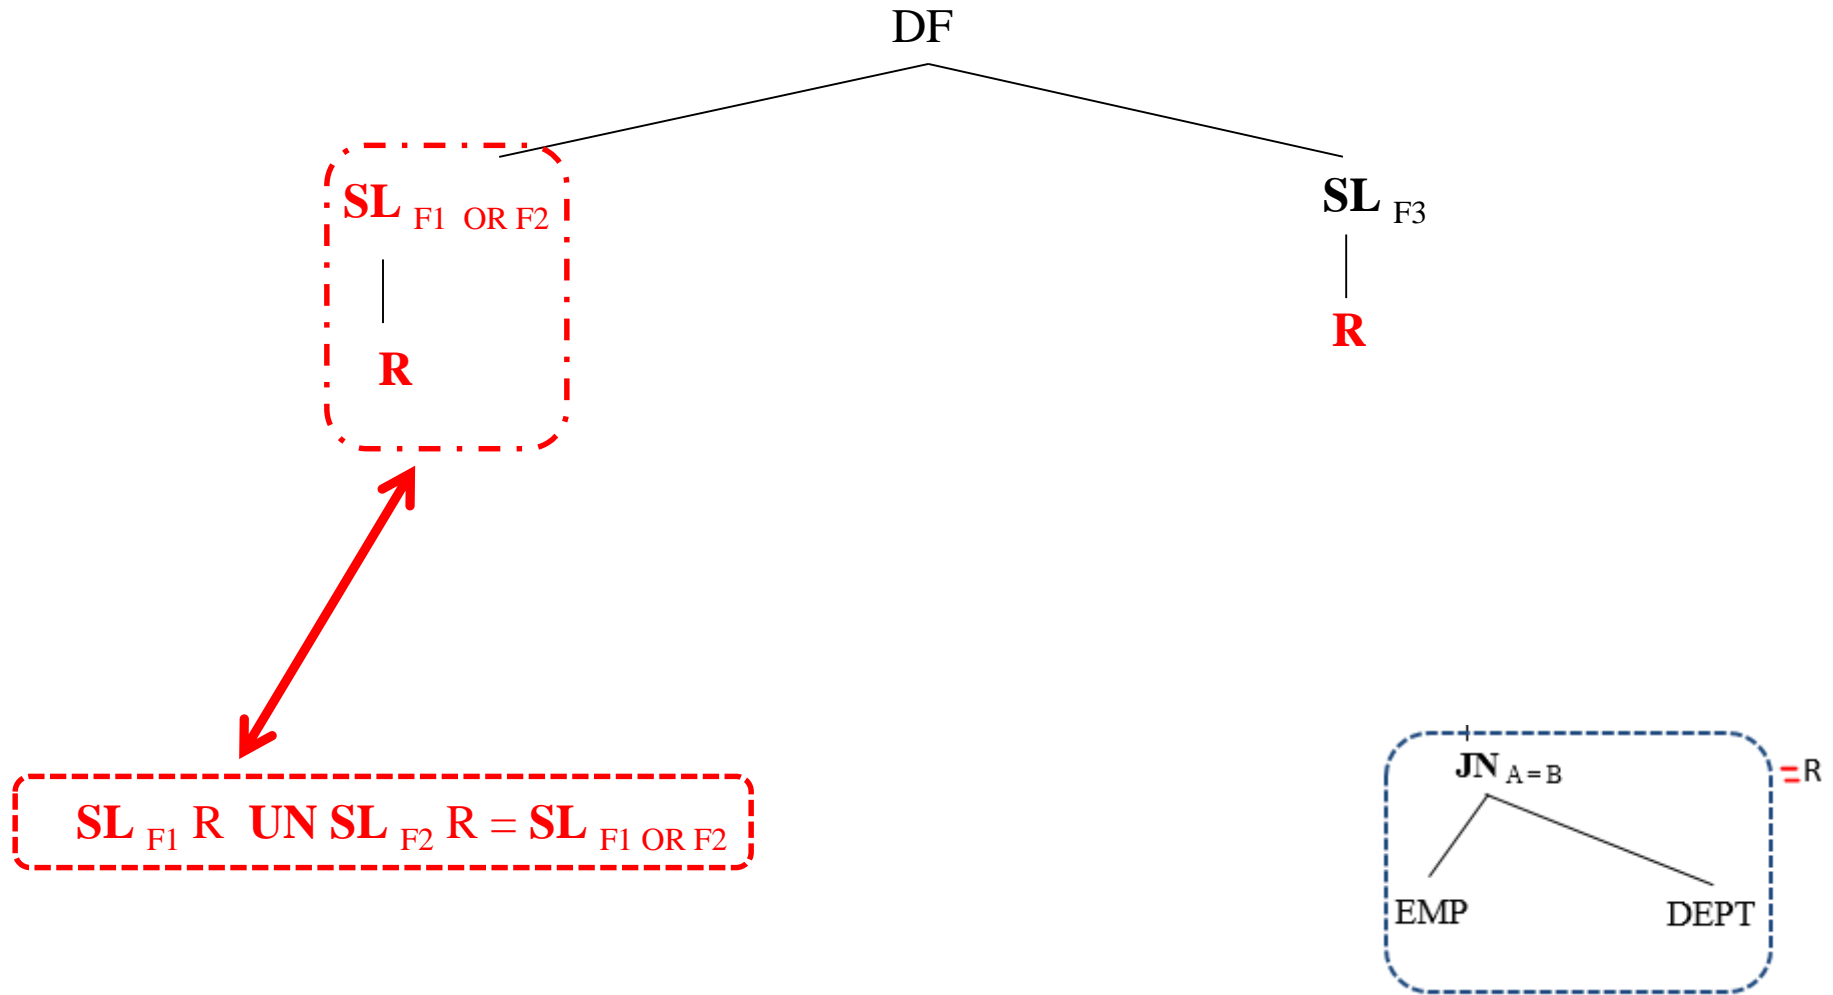 DF
SL F1 OR F2
SL F3
R
R
SL F1 R UN SL F2 R = SL F1 OR F2
JN A = B
= R
EMP
DEPT